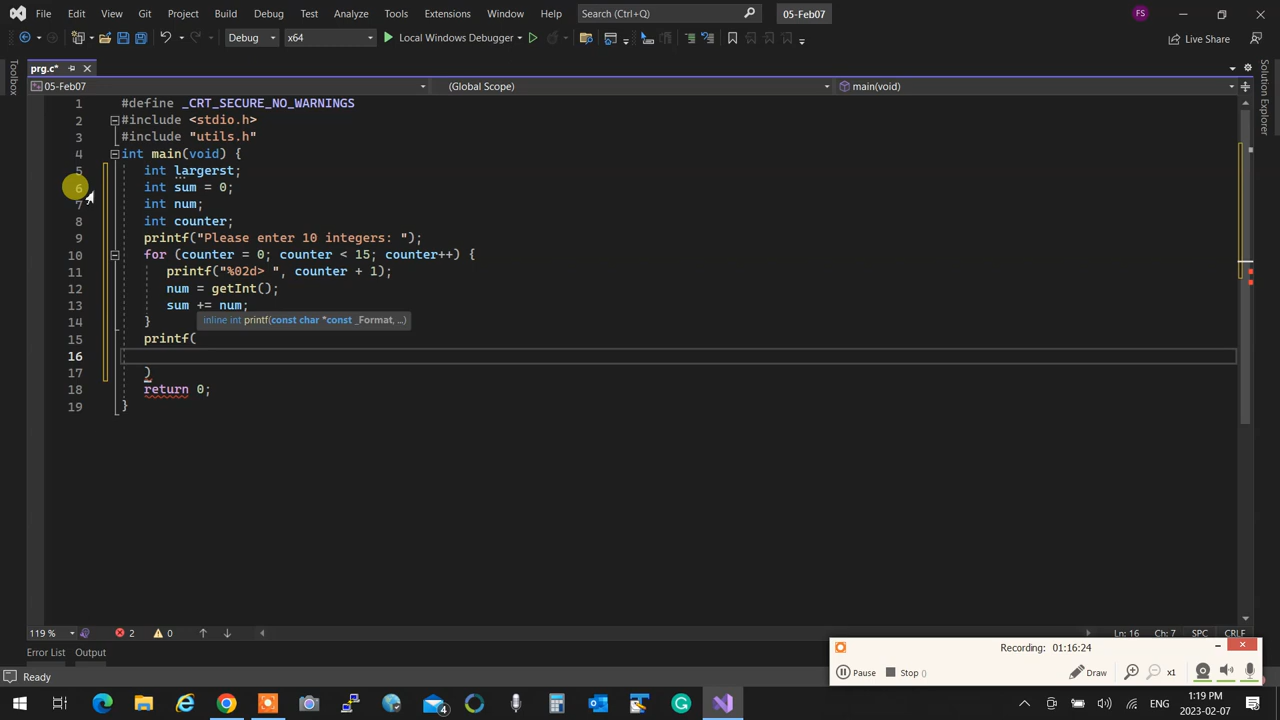 File Edit View Git Project Build Debug Test Analyze Tools Extensions Window Help Search (Ctrl+Q) 05-Feb07 FS
Debug x64 Local Windows Debugger Live Share
prg.c*
05-Feb07 (Global Scope) main(void)
Toolbox
Solution Explorer
1 #define _CRT_SECURE_NO_WARNINGS
2 #include <stdio.h>
3 #include "utils.h"
4 int main(void) {
5 int largerst;
6 int sum = 0;
7 int num;
8 int counter;
9 printf("Please enter 10 integers: ");
10 for (counter = 0; counter < 15; counter++) {
11 printf("%02d> ", counter + 1);
12 num = getInt();
13 sum += num;
14 }
inline int printf(const char *const _Format, ...)
15 printf(
16
17 )
18 return 0;
19 }
119 % 2 0 Ln: 16 Ch: 7 SPC CRLF
Error List Output
Ready
Recording: 01:16:24
Pause Stop () Draw x1
4
ENG 1:19 PM
2023-02-07